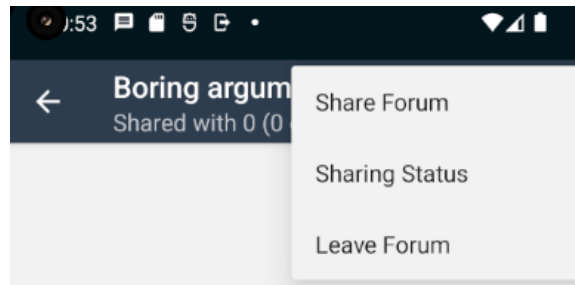 :53
Boring argum
Shared with 0 (0
Share Forum
Sharing Status
Leave Forum